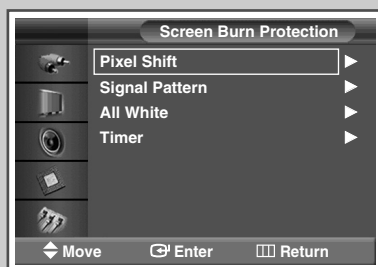 Screen Burn Protection
Pixel Shift
Signal Pattern
All White
Timer
Move Enter Return